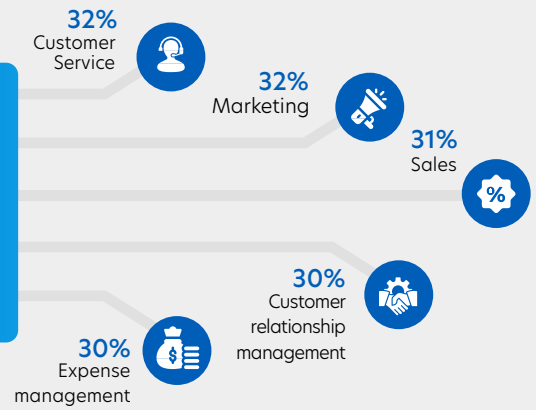 32%
Customer
Service
32%
Marketing
31%
Sales
%
30%
Customer
relationship
management
30%
Expense
management
$